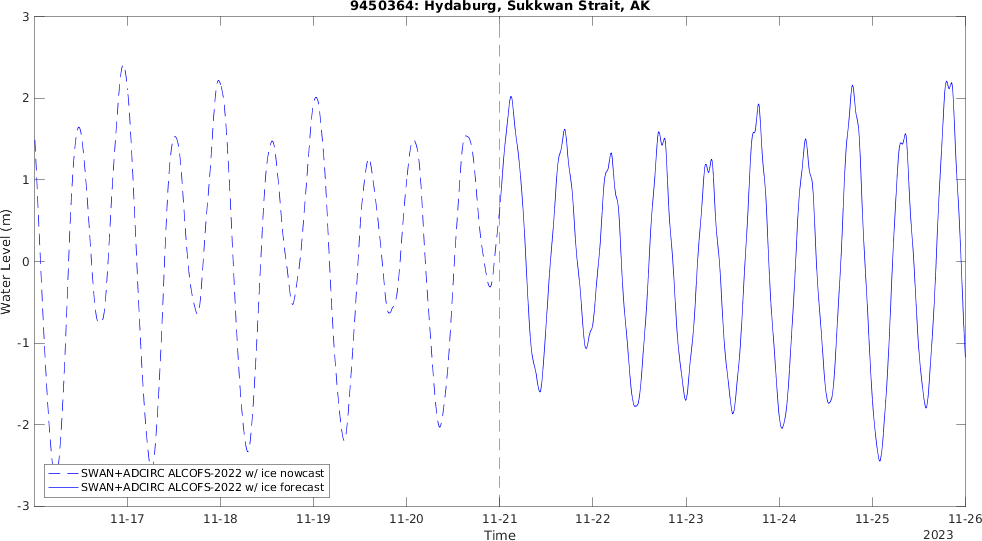 9450364: Hydaburg, Sukkwan Strait, AK
3
2
1
0
-1
-2
-3
Water Level (m)
SWAN+ADCIRC ALCOFS-2022 w/ ice nowcast
SWAN+ADCIRC ALCOFS-2022 w/ ice forecast
11-17 11-18 11-19 11-20 11-21 11-22 11-23 11-24 11-25 11-26
Time
2023